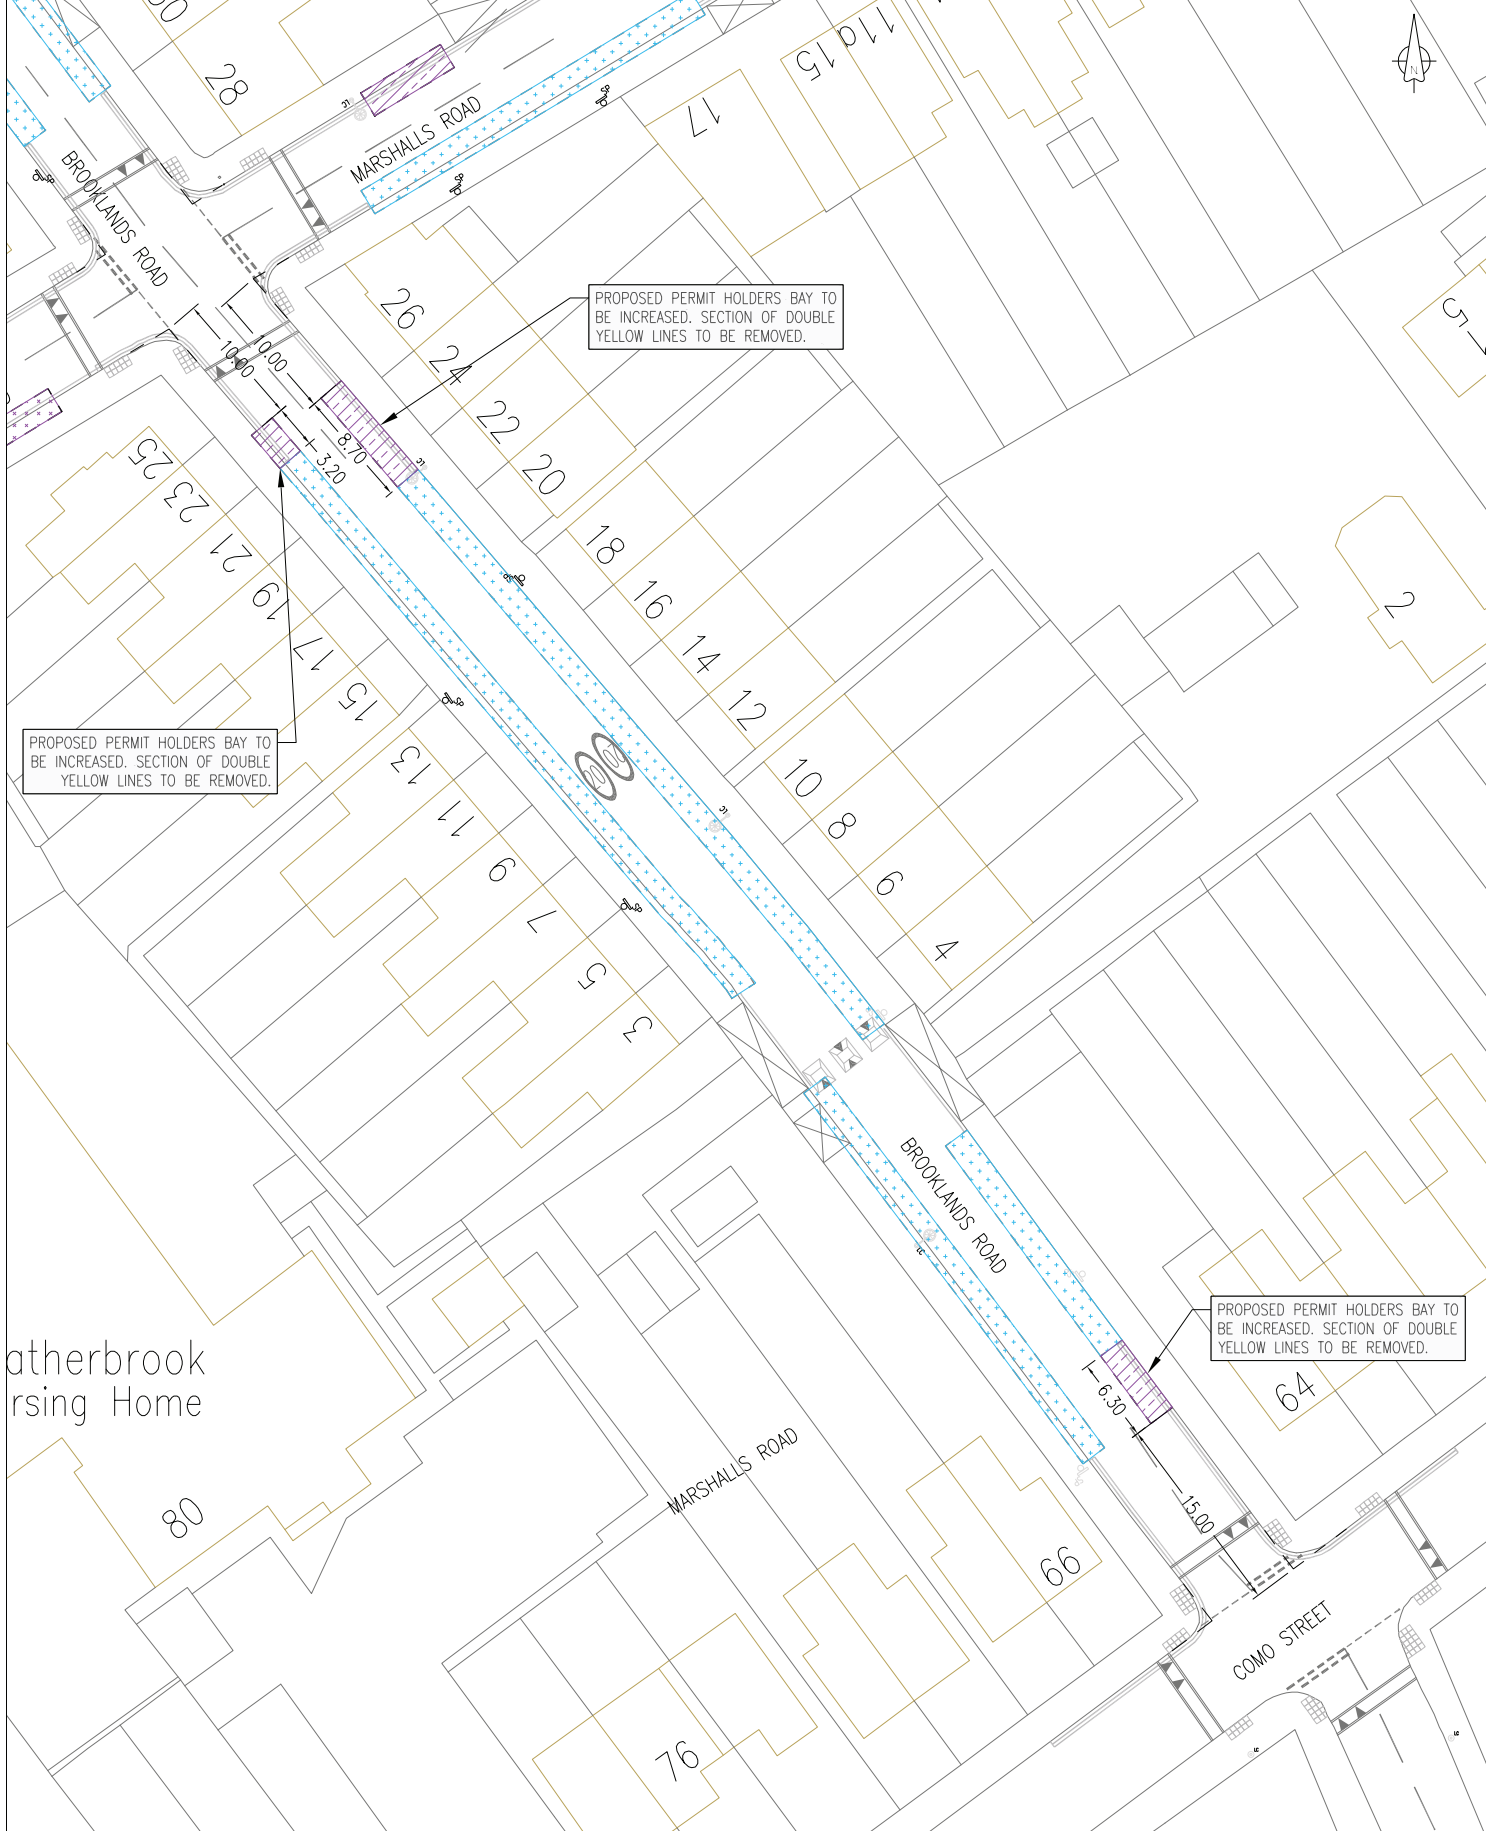 28
11a
15
17
N
MARSHALLS ROAD
BROOKLANDS ROAD
PROPOSED PERMIT HOLDERS BAY TO
BE INCREASED. SECTION OF DOUBLE
YELLOW LINES TO BE REMOVED.
26
24
22
20
18
16
14
12
10
8
6
4
2
10.00
10.00
8.70
3.20
25
23
21
19
17
15
13
11
9
7
5
3
PROPOSED PERMIT HOLDERS BAY TO
BE INCREASED. SECTION OF DOUBLE
YELLOW LINES TO BE REMOVED.
20
20
BROOKLANDS ROAD
PROPOSED PERMIT HOLDERS BAY TO
BE INCREASED. SECTION OF DOUBLE
YELLOW LINES TO BE REMOVED.
6.30
15.00
64
atherbrook
rsing Home
80
MARSHALLS ROAD
66
76
COMO STREET